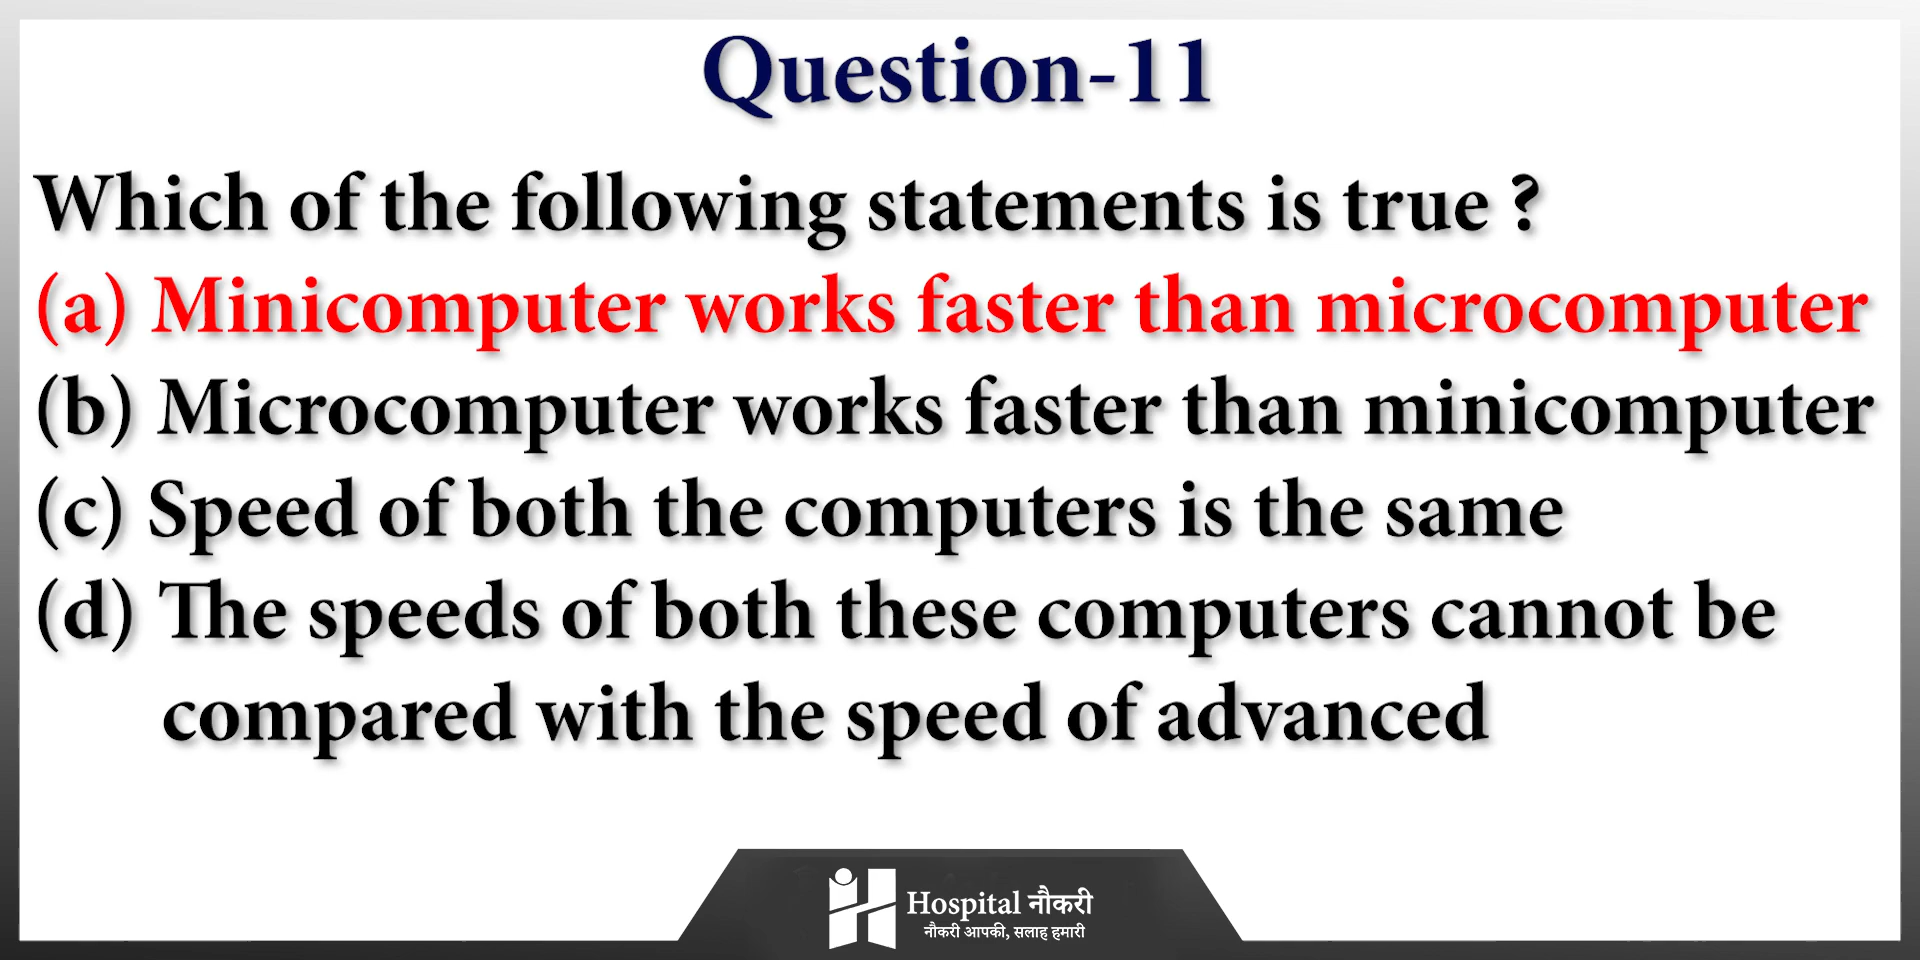 Question-11
Which of the following statements is true ?
(a) Minicomputer works faster than microcomputer
(b) Microcomputer works faster than minicomputer
(c) Speed of both the computers is the same
(d) The speeds of both these computers cannot be
compared with the speed of advanced
Hospital नौकरी
नौकरी आपकी, सलाह हमारी